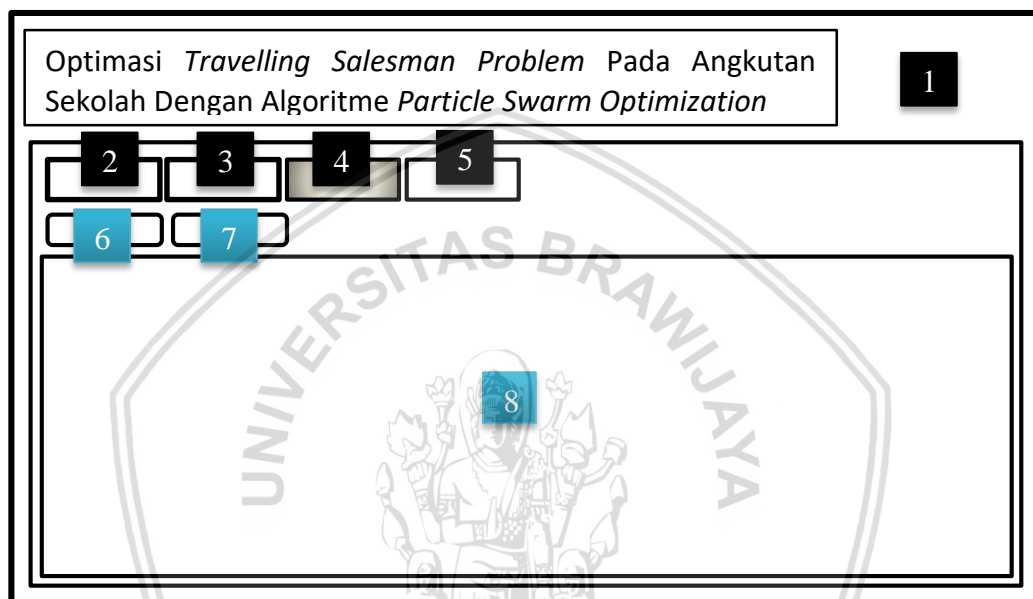 Optimasi Travelling Salesman Problem Pada Angkutan
Sekolah Dengan Algoritme Particle Swarm Optimization
1
2 3 4 5
6 7
UNIVERSITAS BRAWIJAYA
8